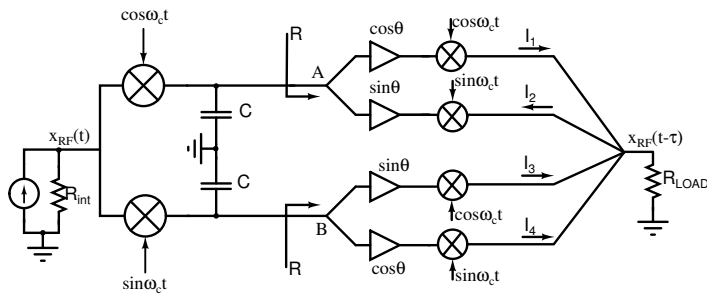 cosω_ct
R
cosθ
cosω_ct
I_1
A
sinθ
sinω_ct
I_2
C
x_RF(t)
R_int
C
x_RF(t-τ)
R_LOAD
sinθ
I_3
cosω_ct
B
R
cosθ
I_4
sinω_ct
sinω_ct